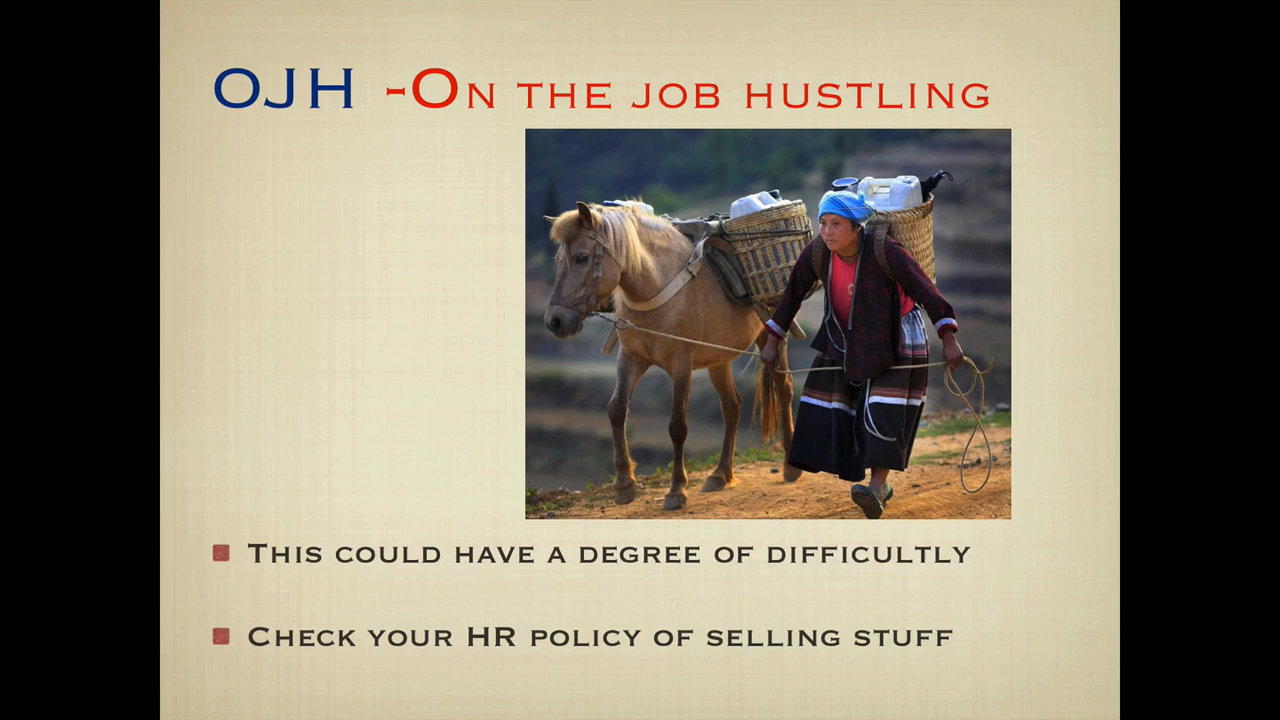 OJH -On the job hustling
This could have a degree of difficultly
Check your HR policy of selling stuff